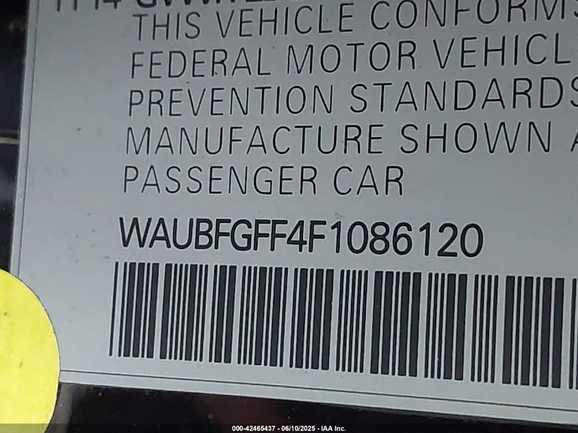 THIS VEHICLE CONFORMS
FEDERAL MOTOR VEHICL
PREVENTION STANDARDS
MANUFACTURE SHOWN A
PASSENGER CAR
WAUBFGFF4F1086120
000-42465437 - 06/10/2025 - IAA Inc.